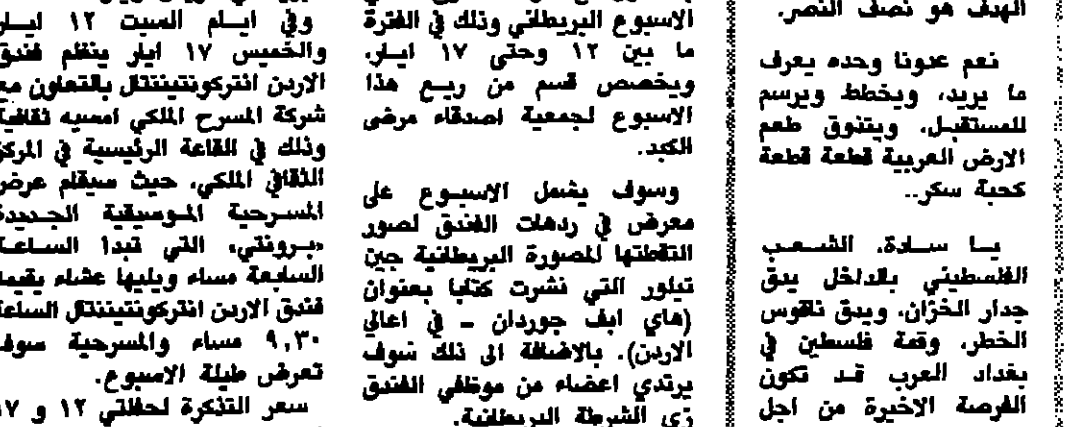 الهدف هو نصف النصر.
نعم عدونا وحده يعرف
ما يريد، ويخطط ويرسم
للمستقبل. ويتذوق طعم
الارض العربية قطعة قطعة
كحبة سكر..
يا سادة. الشعب
الفلسطيني بالداخل يدق
جدار الخزان. ويدق ناقوس
الخطر. وقمة فلسطين في
بغداد العرب قد تكون
الفرصة الاخيرة من اجل
الاسبوع البريطاني وذلك في الفترة
ما بين ١٢ وحتى ١٧ ايار.
ويخصص قسم من ريع هذا
الاسبوع لجمعية اصدقاء مرضى
الكبد.
وسوف يشمل الاسبوع على
معرض في ردهات الفندق لصور
التقطتها المصورة البريطانية جين
تيلور التي نشرت كتابا بعنوان
(هاي ابف جوردان - في اعالي
الاردن). بالاضافة الى ذلك سوف
يرتدي اعضاء من موظفي الفندق
زي الشرطة البريطانية.
وفي ايام السبت ١٢ ايار
والخميس ١٧ ايار ينظم فندق
الاردن انتركونتيننتال بالتعاون مع
شركة المسرح الملكي امسيه ثقافية
وذلك في القاعة الرئيسية في المركز
الثقافي الملكي، حيث سيقام عرض
المسرحية الموسيقية الجديدة
«برونتي، التي تبدا الساعة
السابعة مساء ويليها عشاء يقيمه
فندق الاردن انتركونتيننتال الساعة
٩,٣٠ مساء والمسرحية سوف
تعرض طيلة الاسبوع.
سعر التذكرة لحفلتي ١٢ و ١٧